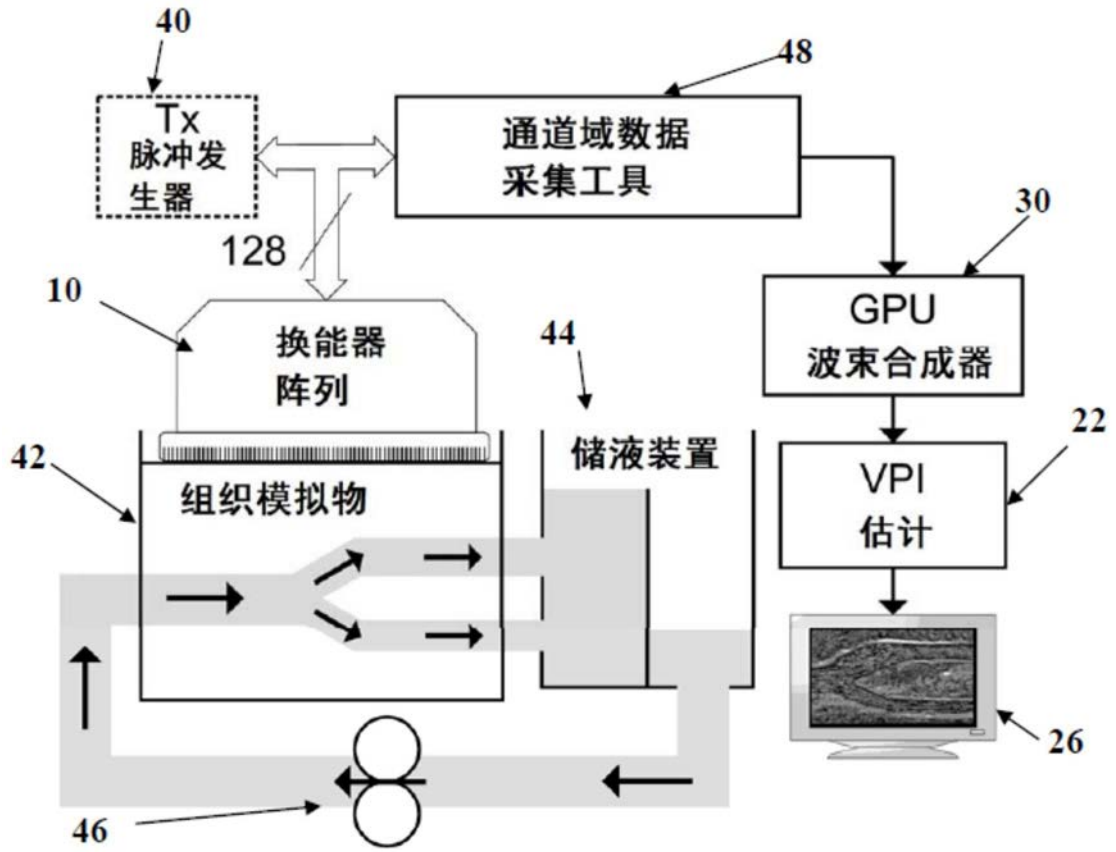 40
48
Tx
脉冲发
生器
通道域数据
采集工具
30
128
10
GPU
波束合成器
换能器
阵列
44
42
储液装置
22
组织模拟物
VPI
估计
46
26